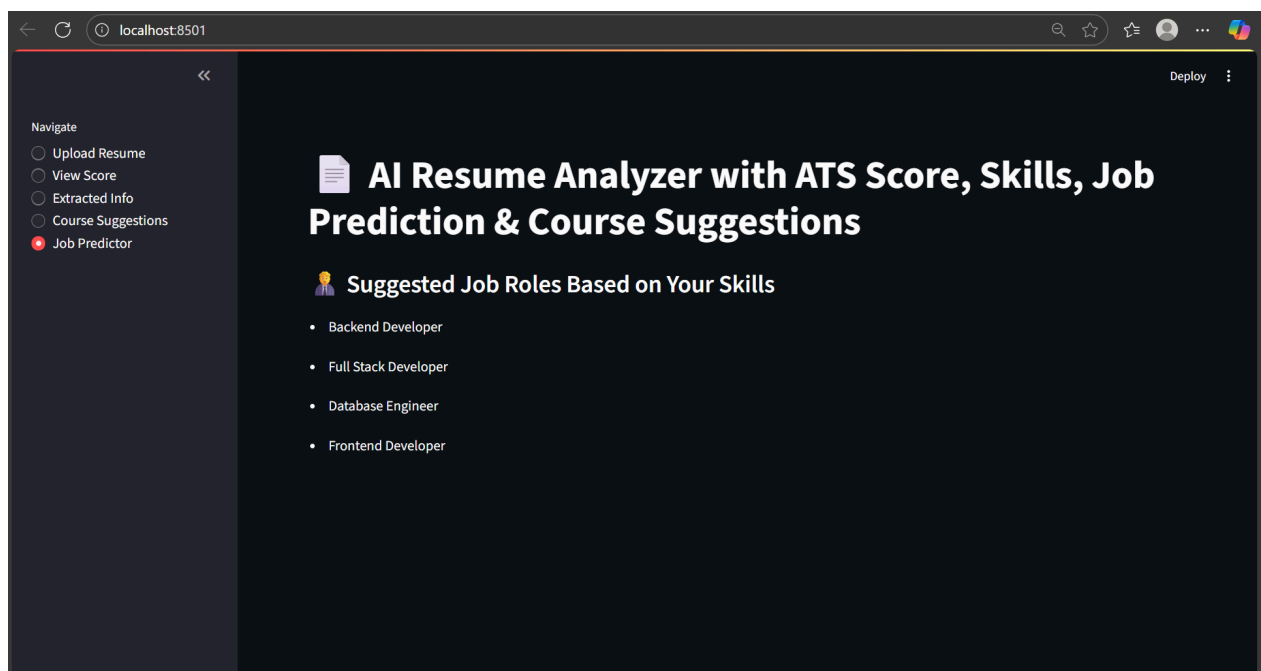 localhost:8501
Deploy
Navigate
Upload Resume
View Score
Extracted Info
Course Suggestions
Job Predictor
AI Resume Analyzer with ATS Score, Skills, Job
Prediction & Course Suggestions
Suggested Job Roles Based on Your Skills
Backend Developer
Full Stack Developer
Database Engineer
Frontend Developer